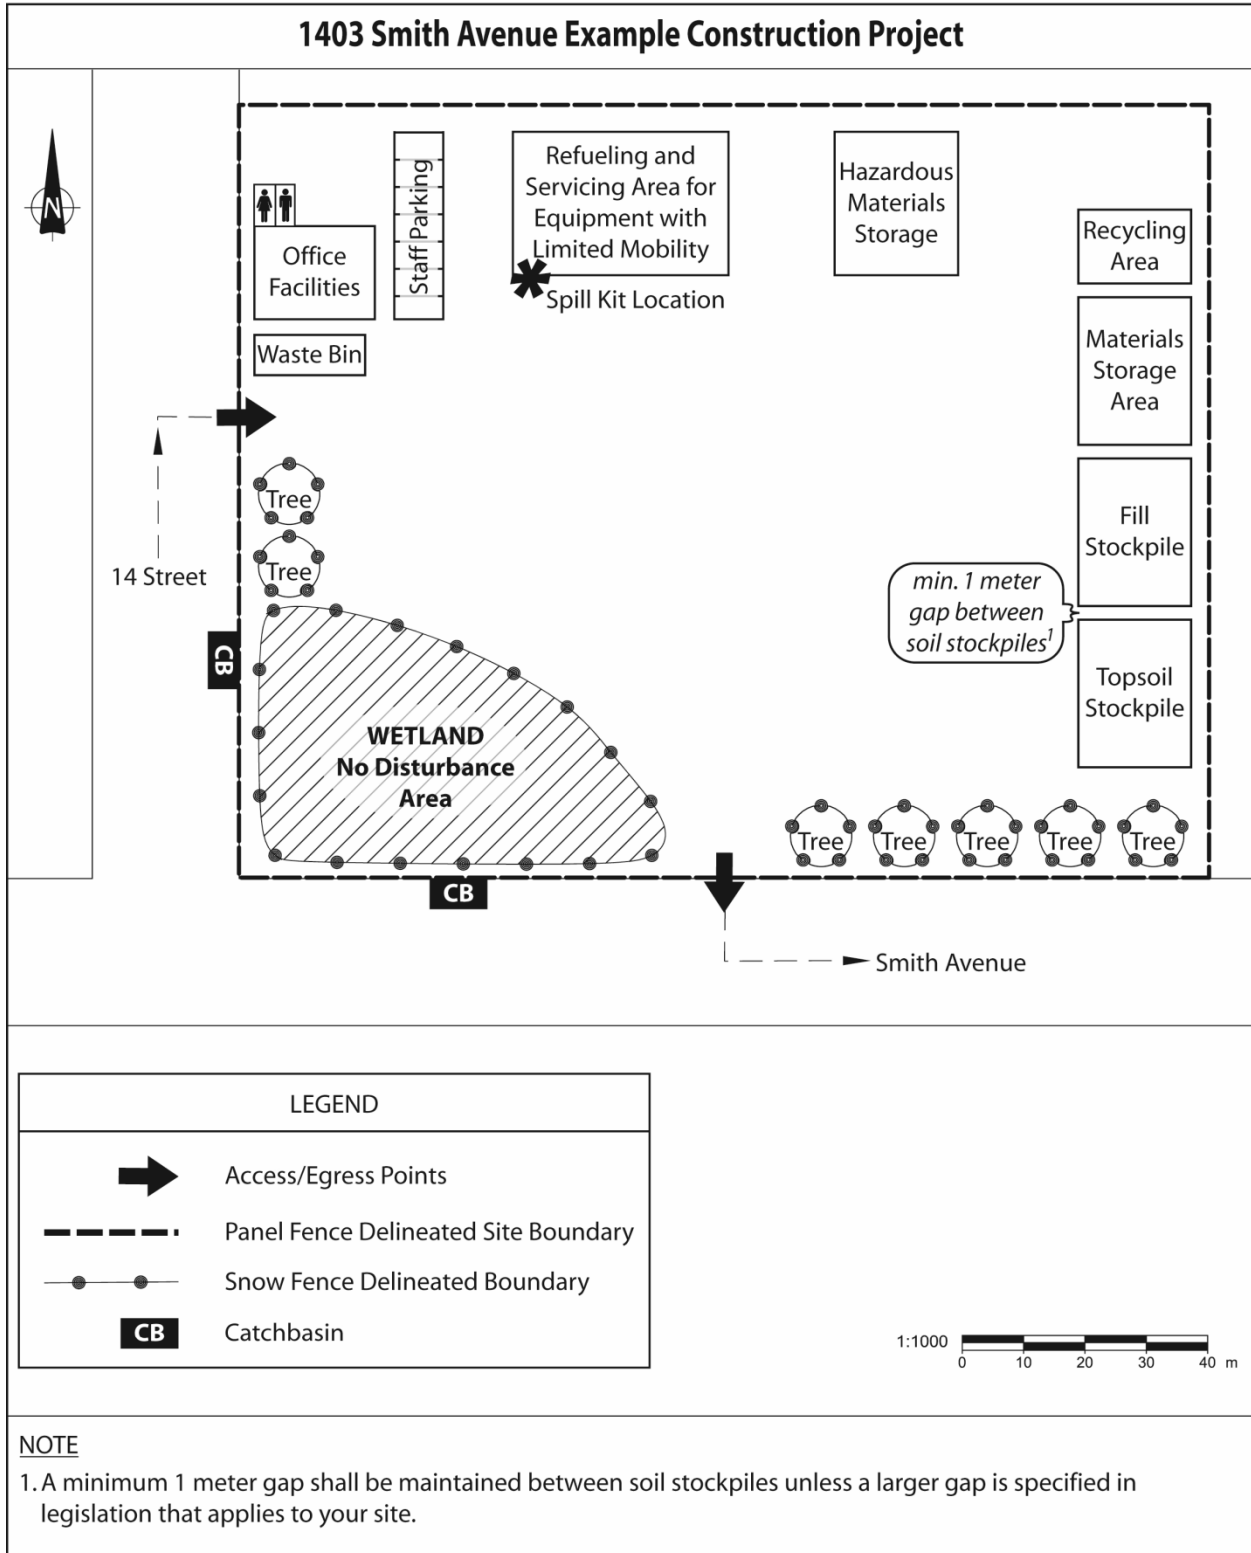 1403 Smith Avenue Example Construction Project
N
Office
Facilities
Waste Bin
Staff Parking
Refueling and
Servicing Area for
Equipment with
Limited Mobility
Spill Kit Location
Hazardous
Materials
Storage
Recycling
Area
Materials
Storage
Area
Fill
Stockpile
min. 1 meter
gap between
soil stockpiles1
Topsoil
Stockpile
Tree
Tree
14 Street
CB
WETLAND
No Disturbance
Area
Tree
Tree
Tree
Tree
Tree
CB
Smith Avenue
LEGEND
Access/Egress Points
Panel Fence Delineated Site Boundary
Snow Fence Delineated Boundary
CB Catchbasin
1:1000
0 10 20 30 40 m
NOTE
1. A minimum 1 meter gap shall be maintained between soil stockpiles unless a larger gap is specified in
legislation that applies to your site.